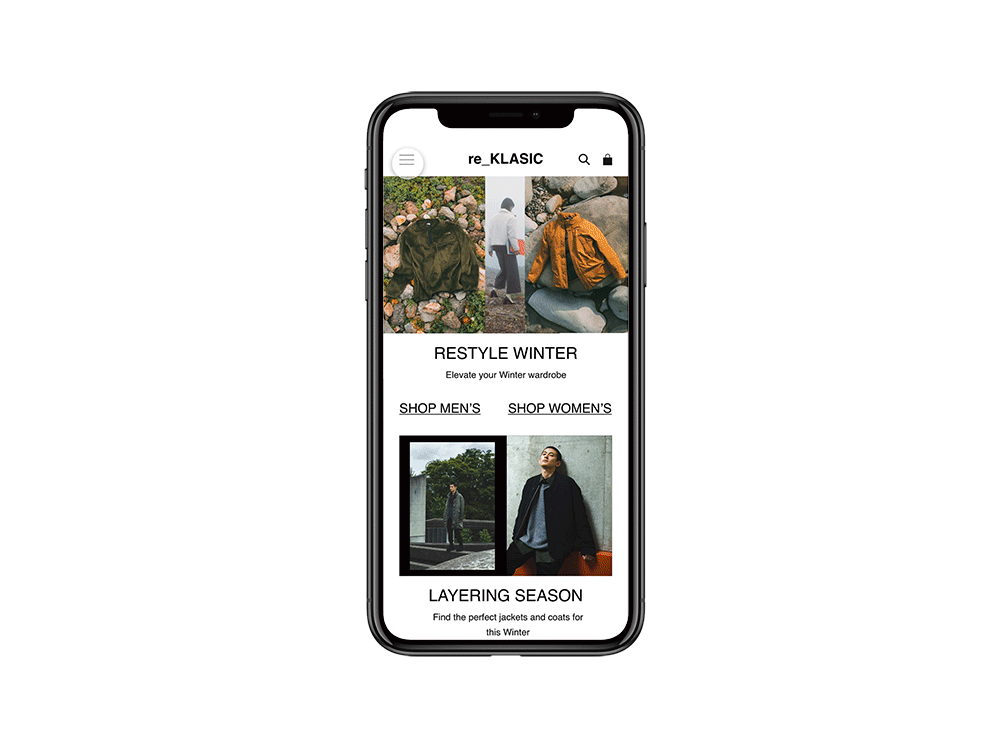 re_KLASIC
RESTYLE WINTER
Elevate your Winter wardrobe
SHOP MEN'S SHOP WOMEN'S
LAYERING SEASON
Find the perfect jackets and coats for
this Winter